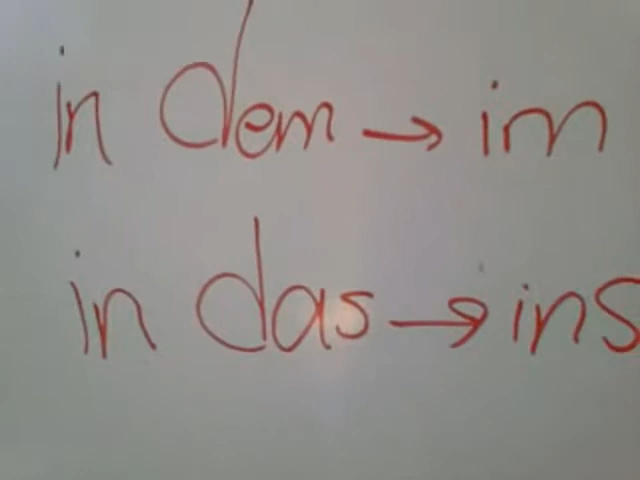 in dem → im
in das → ins